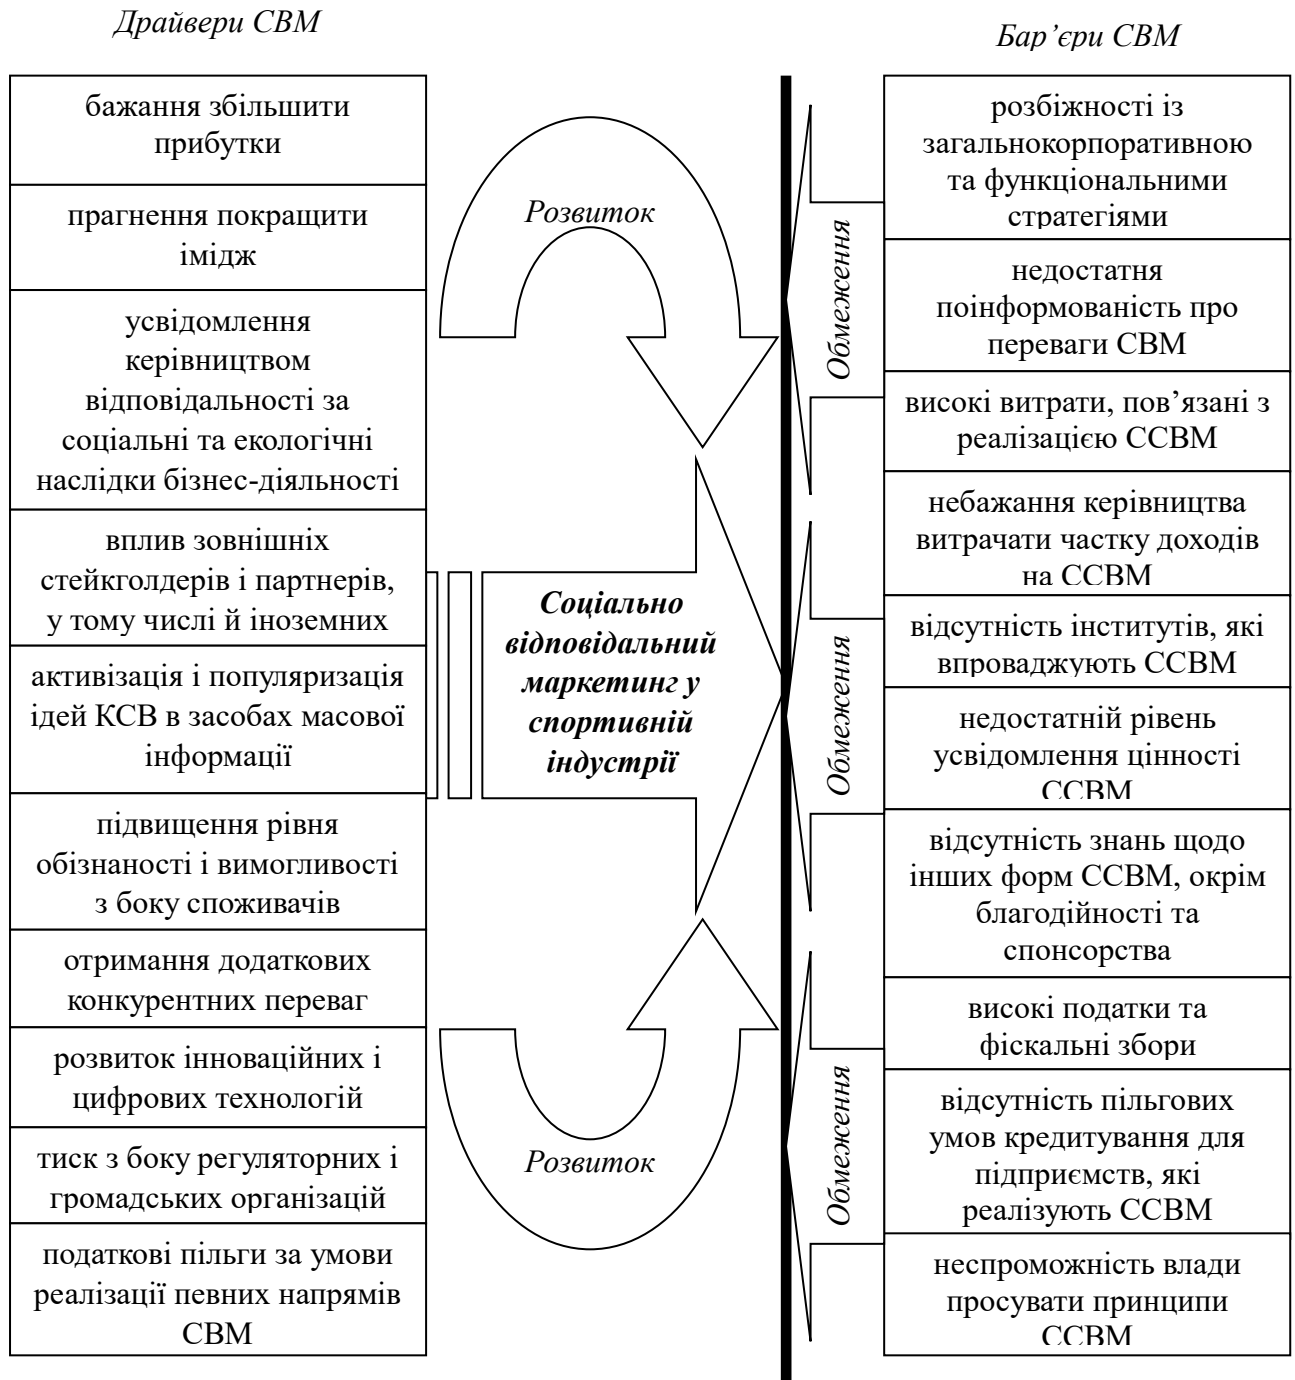 Драйвери СВМ
бажання збільшити
прибутки
прагнення покращити
імідж
усвідомлення
керівництвом
відповідальності за
соціальні та екологічні
наслідки бізнес-діяльності
вплив зовнішніх
стейкголдерів і партнерів,
у тому числі й іноземних
активізація і популяризація
ідей КСВ в засобах масової
інформації
підвищення рівня
обізнаності і вимогливості
з боку споживачів
отримання додаткових
конкурентних переваг
розвиток інноваційних і
цифрових технологій
тиск з боку регуляторних і
громадських організацій
податкові пільги за умови
реалізації певних напрямів
СВМ
Розвиток
Соціально
відповідальний
маркетинг у
спортивній
індустрії
Розвиток
Обмеження
Обмеження
Обмеження
Бар’єри СВМ
розбіжності із
загальнокорпоративною
та функціональними
стратегіями
недостатня
поінформованість про
переваги СВМ
високі витрати, пов’язані з
реалізацією ССВМ
небажання керівництва
витрачати частку доходів
на ССВМ
відсутність інститутів, які
впроваджують ССВМ
недостатній рівень
усвідомлення цінності
ССВМ
відсутність знань щодо
інших форм ССВМ, окрім
благодійності та
спонсорства
високі податки та
фіскальні збори
відсутність пільгових
умов кредитування для
підприємств, які
реалізують ССВМ
неспроможність влади
просувати принципи
ССВМ